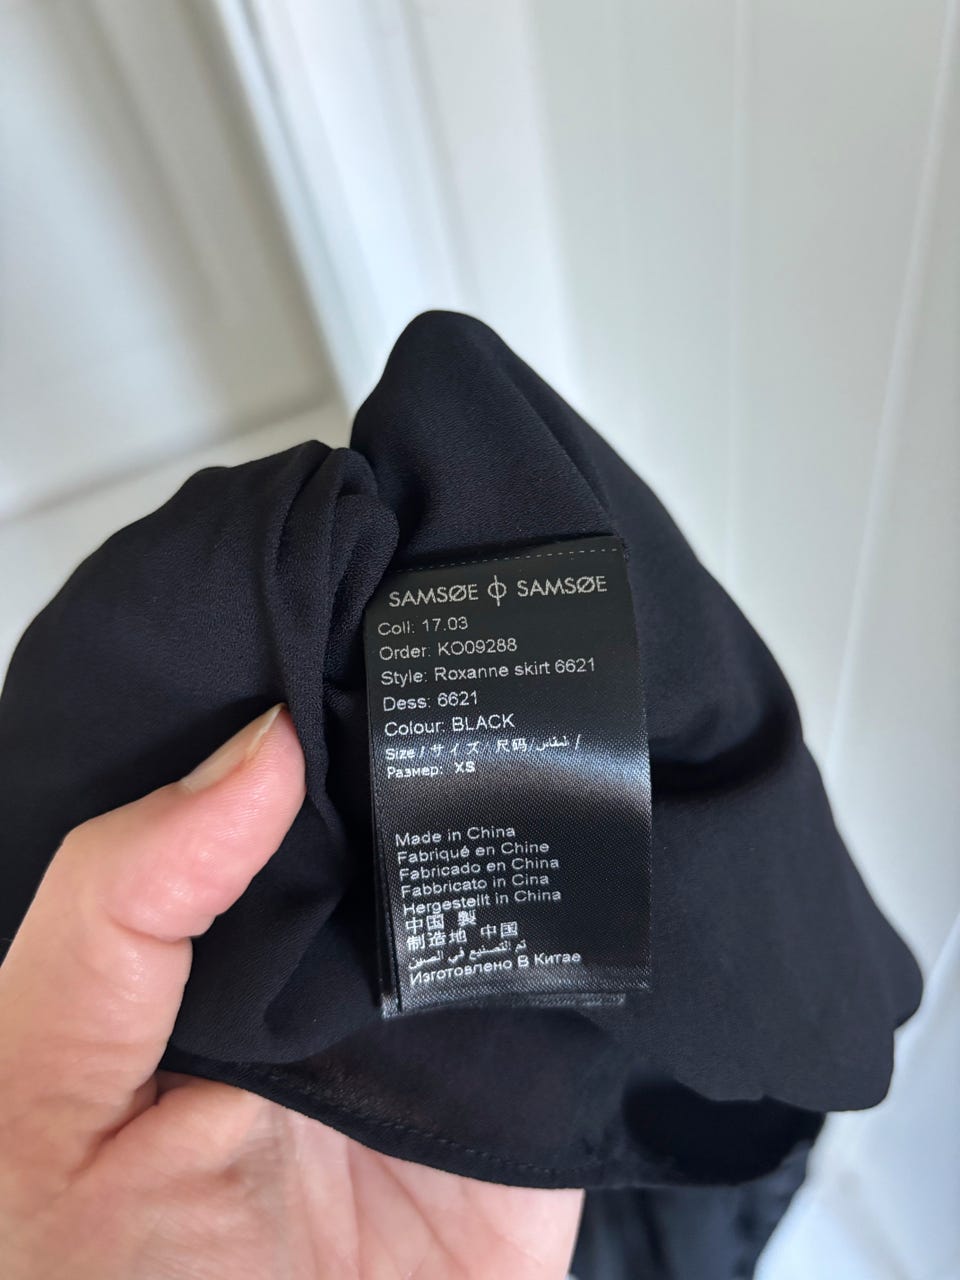 SAMSØE ϕ SAMSØE
Coll: 17.03
Order: KO09288
Style: Roxanne skirt 6621
Dess: 6621
Colour: BLACK
Size / サイズ / 尺码 / مقاس /
Размер: XS
Made in China
Fabriqué en Chine
Fabricado en China
Fabbricato in Cina
Hergestellt in China
中国 製
制造地 中国
تم التصنيع في الصين
Изготовлено В Китае